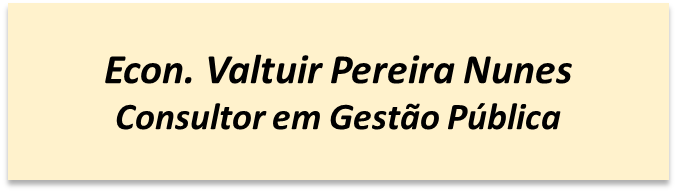 Econ. Valtuir Pereira Nunes
Consultor em Gestão Pública